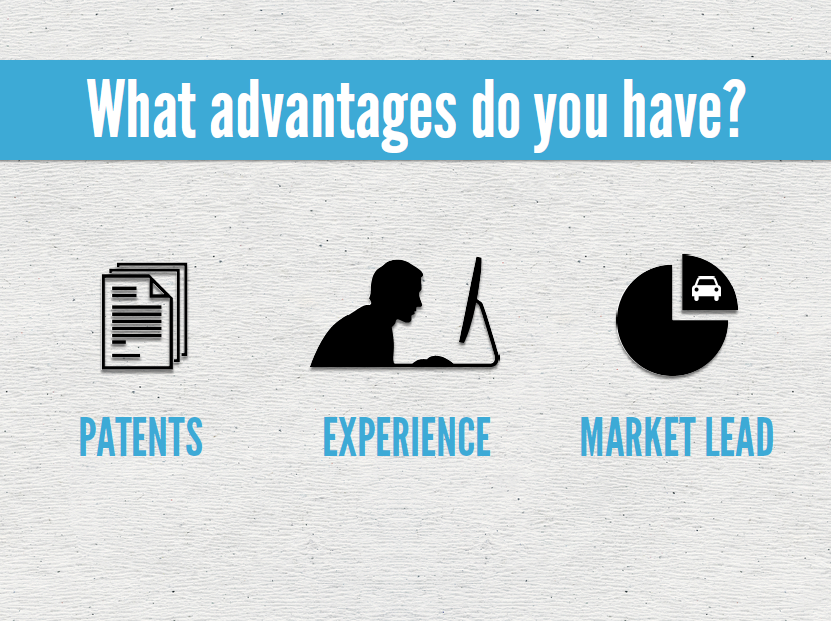 What advantages do you have?
PATENTS
EXPERIENCE
MARKET LEAD